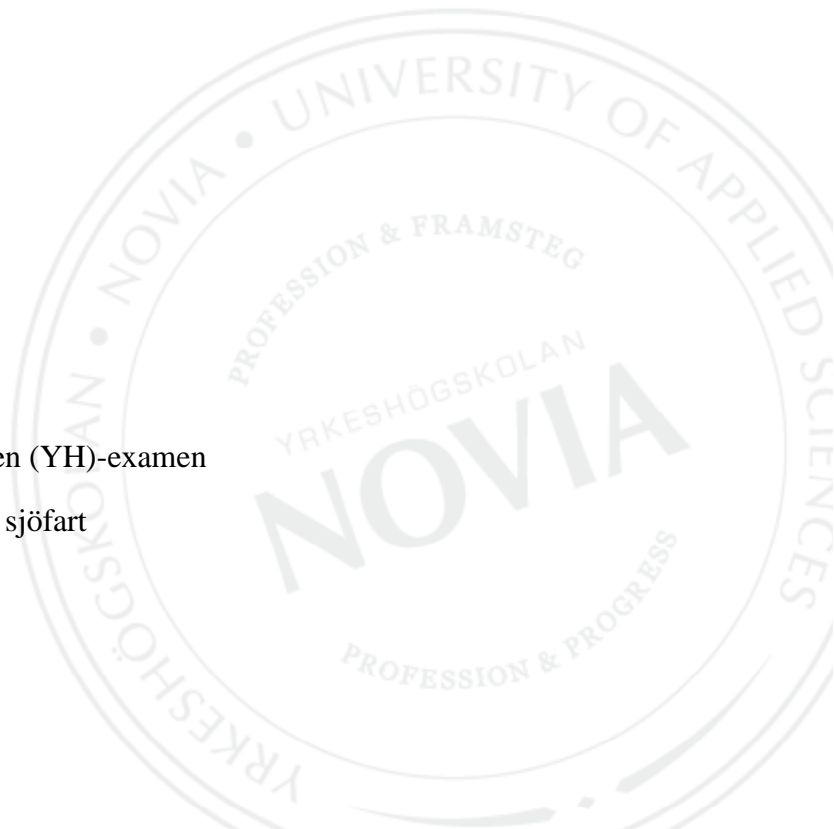 UNIVERSITY OF APPLIED SCIENCES
YRKESHÖGSKOLAN • NOVIA •
PROFESSION & FRAMSTEG
YRKESHÖGSKOLAN
NOVIA
PROFESSION & PROGRESS
en (YH)-examen
sjöfart